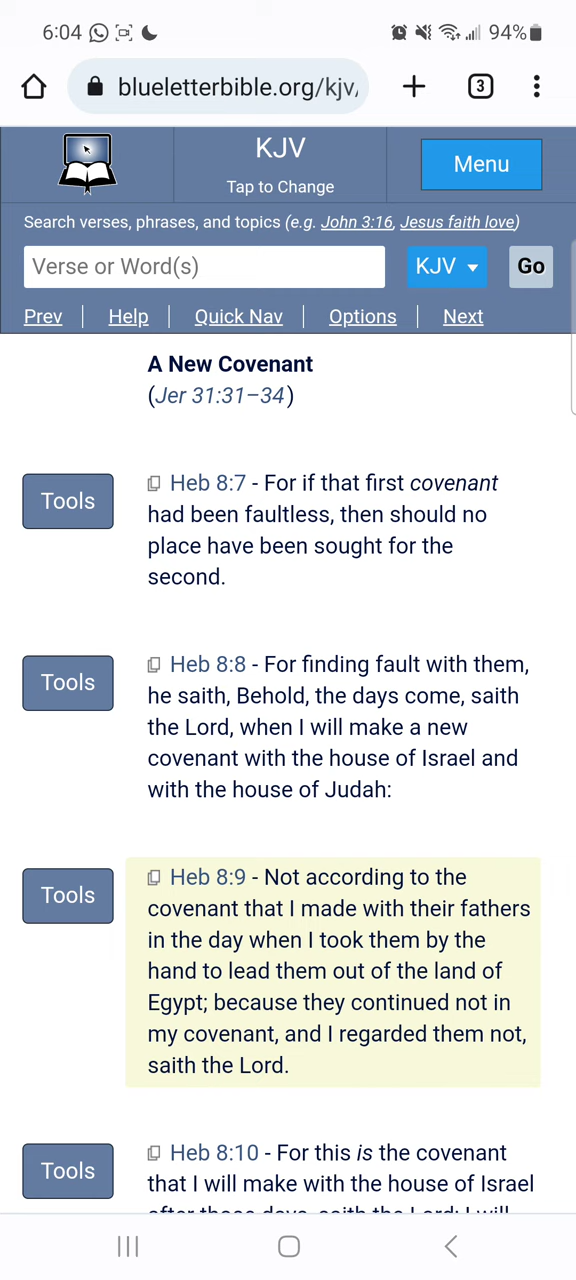 6:04 94%
blueletterbible.org/kjv/ 3
KJV
Tap to Change
Menu
Search verses, phrases, and topics (e.g. John 3:16, Jesus faith love)
Verse or Word(s) KJV Go
Prev | Help | Quick Nav | Options | Next
A New Covenant
(Jer 31:31–34)
Tools
Heb 8:7 - For if that first covenant
had been faultless, then should no
place have been sought for the
second.
Tools
Heb 8:8 - For finding fault with them,
he saith, Behold, the days come, saith
the Lord, when I will make a new
covenant with the house of Israel and
with the house of Judah:
Tools
Heb 8:9 - Not according to the
covenant that I made with their fathers
in the day when I took them by the
hand to lead them out of the land of
Egypt; because they continued not in
my covenant, and I regarded them not,
saith the Lord.
Tools
Heb 8:10 - For this is the covenant
that I will make with the house of Israel
after those days, saith the Lord; I will